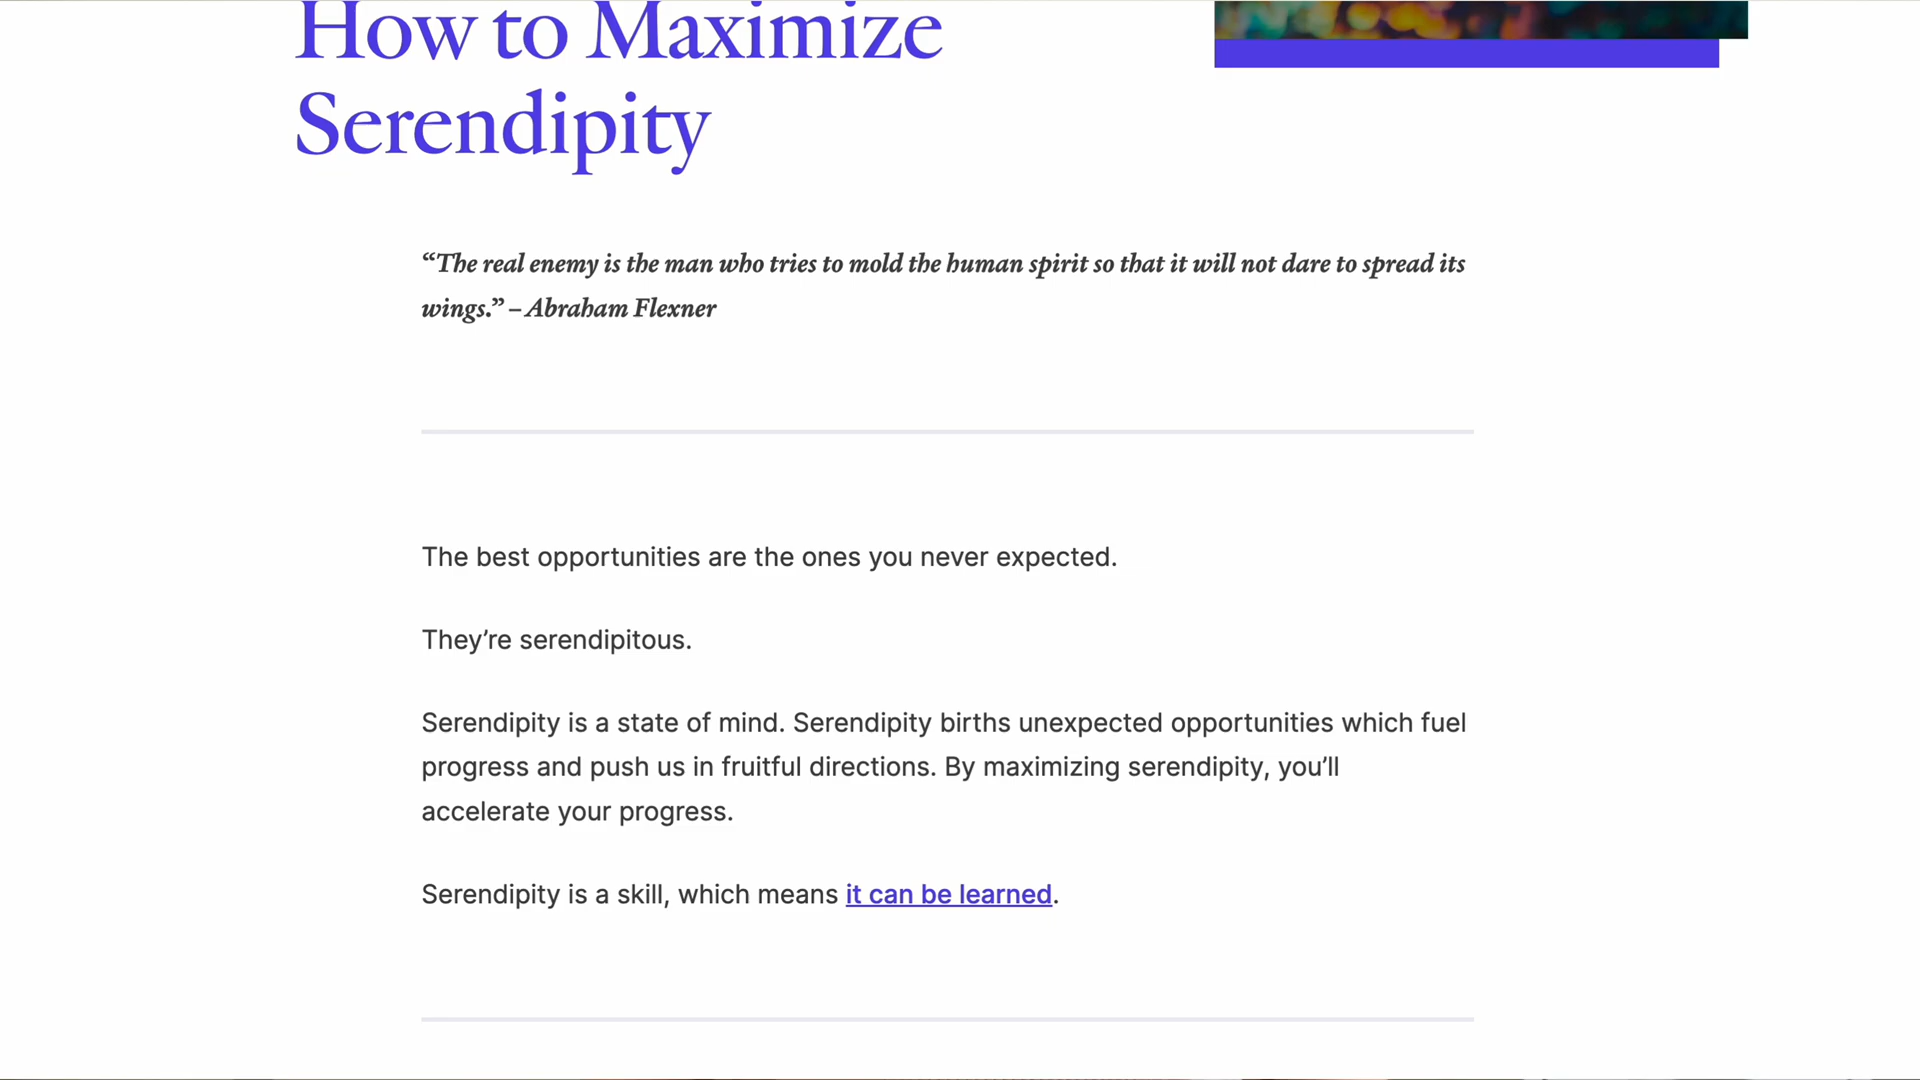 How to Maximize
Serendipity
“The real enemy is the man who tries to mold the human spirit so that it will not dare to spread its
wings.” – Abraham Flexner
The best opportunities are the ones you never expected.
They’re serendipitous.
Serendipity is a state of mind. Serendipity births unexpected opportunities which fuel
progress and push us in fruitful directions. By maximizing serendipity, you’ll
accelerate your progress.
Serendipity is a skill, which means it can be learned.